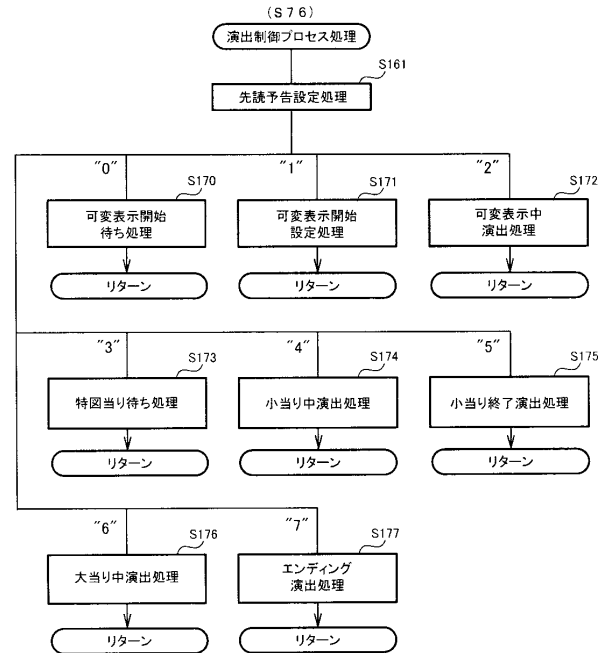 (S76)
演出制御プロセス処理
S161
先読予告設定処理
"0"
"1"
"2"
S170
S171
S172
可変表示開始
待ち処理
可変表示開始
設定処理
可変表示中
演出処理
リターン
リターン
リターン
"3"
"4"
"5"
S173
S174
S175
特図当り待ち処理
小当り中演出処理
小当り終了演出処理
リターン
リターン
リターン
"6"
"7"
S176
S177
大当り中演出処理
エンディング
演出処理
リターン
リターン